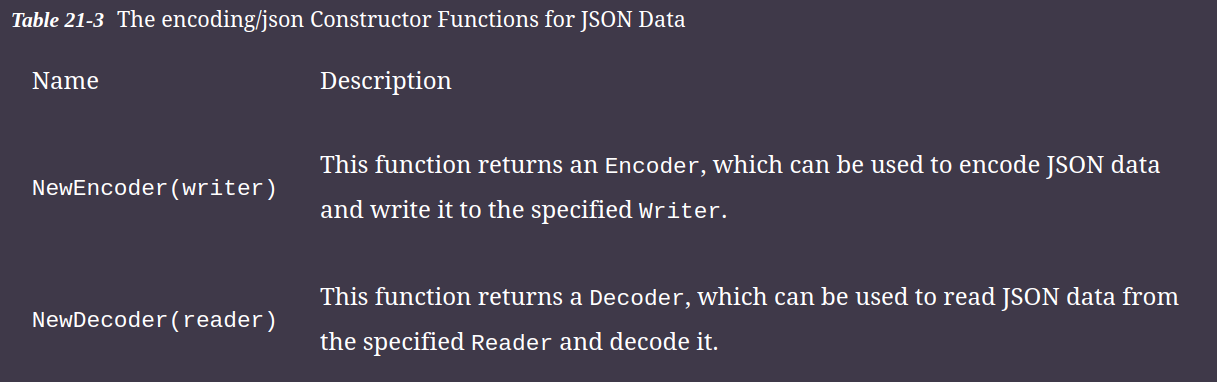 Table 21-3 The encoding/json Constructor Functions for JSON Data
Name Description
This function returns an Encoder, which can be used to encode JSON data
NewEncoder(writer)
and write it to the specified Writer.
This function returns a Decoder, which can be used to read JSON data from
NewDecoder(reader)
the specified Reader and decode it.